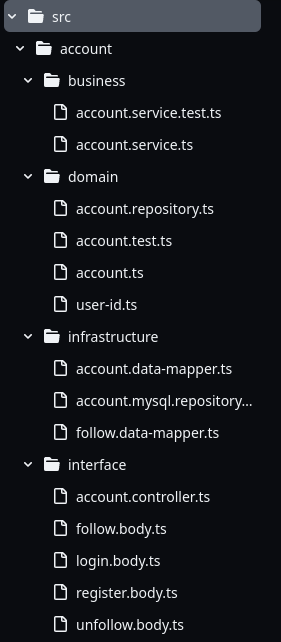 src
account
business
account.service.test.ts
account.service.ts
domain
account.repository.ts
account.test.ts
account.ts
user-id.ts
infrastructure
account.data-mapper.ts
account.mysql.repository...
follow.data-mapper.ts
interface
account.controller.ts
follow.body.ts
login.body.ts
register.body.ts
unfollow.body.ts